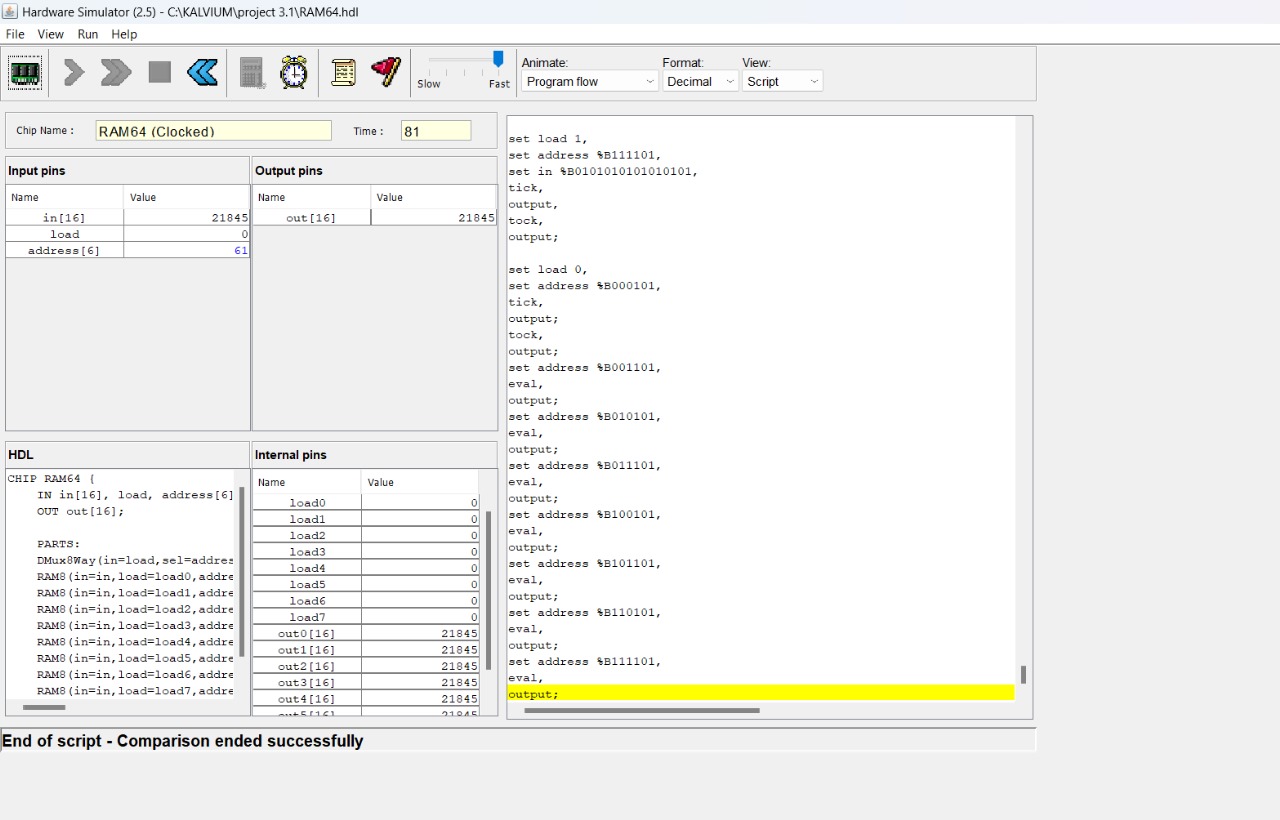 Hardware Simulator (2.5) - C:\KALVIUM\project 3.1\RAM64.hdl
File View Run Help
Slow Fast
Animate: Format: View:
Program flow Decimal Script
Chip Name : RAM64 (Clocked) Time : 81
Input pins
Name Value
in[16] 21845
load 0
address[6] 61
Output pins
Name Value
out[16] 21845
HDL
CHIP RAM64 {
IN in[16], load, address[6]
OUT out[16];
PARTS:
DMux8Way(in=load,sel=addres
RAM8(in=in,load=load0,addre
RAM8(in=in,load=load1,addre
RAM8(in=in,load=load2,addre
RAM8(in=in,load=load3,addre
RAM8(in=in,load=load4,addre
RAM8(in=in,load=load5,addre
RAM8(in=in,load=load6,addre
RAM8(in=in,load=load7,addre
Internal pins
Name Value
load0 0
load1 0
load2 0
load3 0
load4 0
load5 0
load6 0
load7 0
out0[16] 21845
out1[16] 21845
out2[16] 21845
out3[16] 21845
out4[16] 21845
out5[16] 21845
set load 1,
set address %B111101,
set in %B0101010101010101,
tick,
output,
tock,
output;
set load 0,
set address %B000101,
tick,
output;
tock,
output;
set address %B001101,
eval,
output;
set address %B010101,
eval,
output;
set address %B011101,
eval,
output;
set address %B100101,
eval,
output;
set address %B101101,
eval,
output;
set address %B110101,
eval,
output;
set address %B111101,
eval,
output;
End of script - Comparison ended successfully